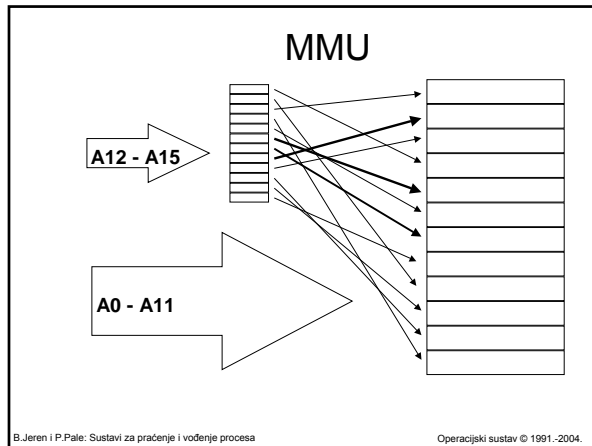 MMU
A12 - A15
A0 - A11
B.Jeren i P.Pale: Sustavi za praćenje i vođenje procesa
Operacijski sustav © 1991.-2004.